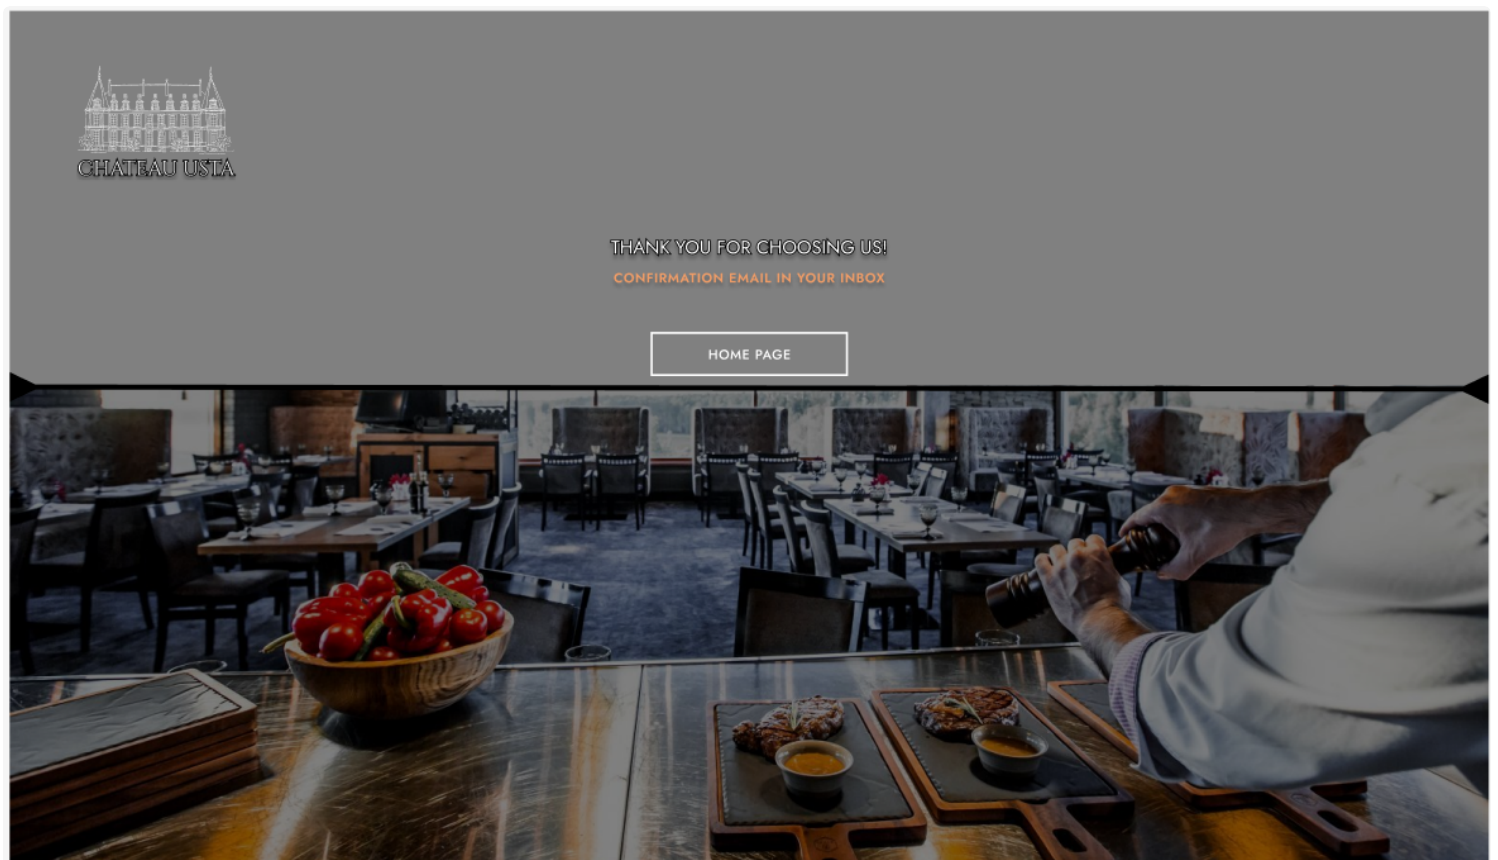 CHATEAU USTA
THANK YOU FOR CHOOSING US!
CONFIRMATION EMAIL IN YOUR INBOX
HOME PAGE